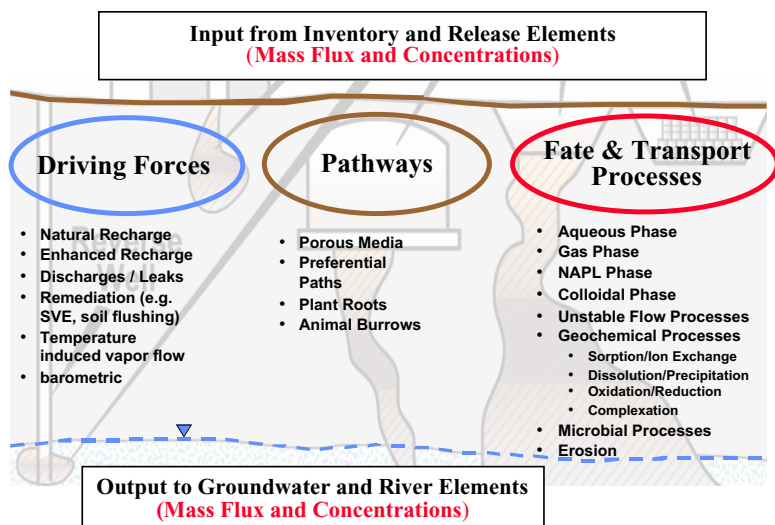 Input from Inventory and Release Elements
(Mass Flux and Concentrations)
Driving Forces
Pathways
Fate & Transport
Processes
Reverse
Well
• Natural Recharge
• Enhanced Recharge
• Discharges / Leaks
• Remediation (e.g.
SVE, soil flushing)
• Temperature
induced vapor flow
• barometric
• Porous Media
• Preferential
Paths
• Plant Roots
• Animal Burrows
• Aqueous Phase
• Gas Phase
• NAPL Phase
• Colloidal Phase
• Unstable Flow Processes
• Geochemical Processes
• Sorption/Ion Exchange
• Dissolution/Precipitation
• Oxidation/Reduction
• Complexation
• Microbial Processes
• Erosion
Output to Groundwater and River Elements
(Mass Flux and Concentrations)